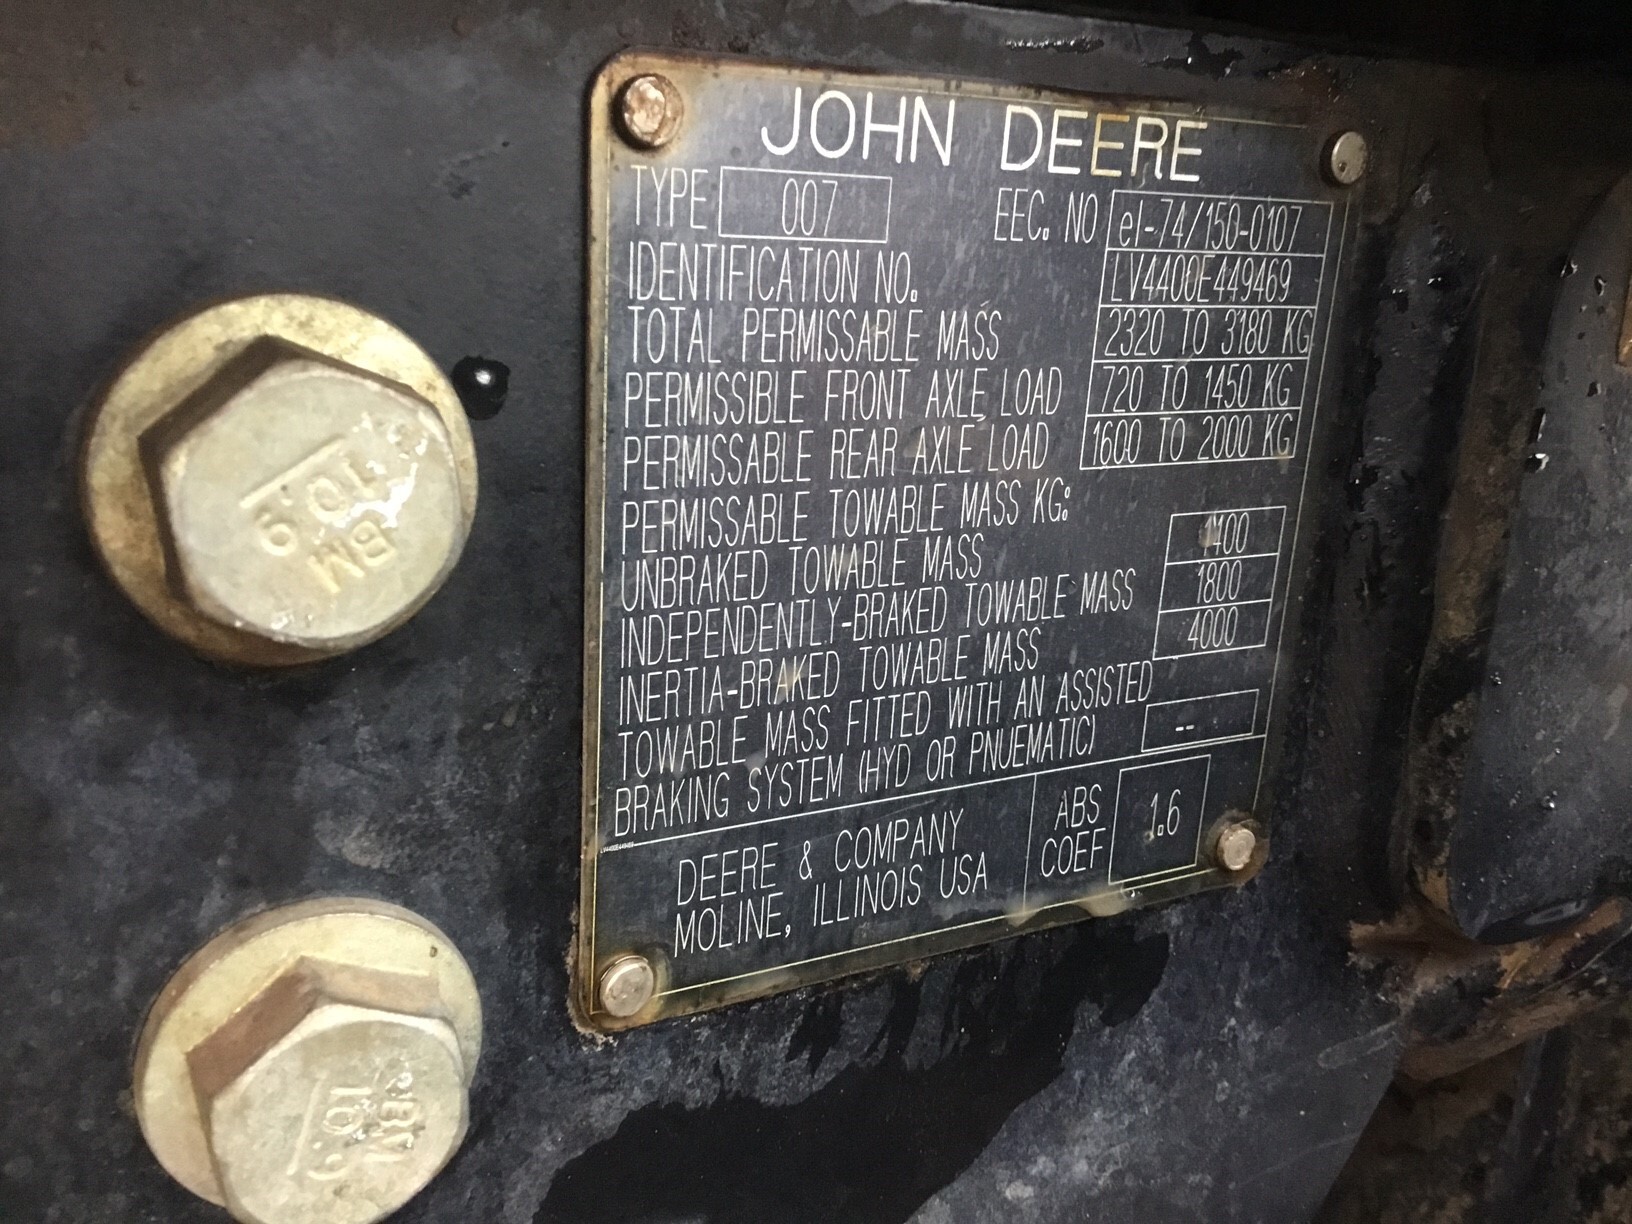 JOHN DEERE
TYPE 007 EEC. NO e1-74/150-0107
IDENTIFICATION NO. LV4400E449469
TOTAL PERMISSABLE MASS 2320 TO 3180 KG
PERMISSIBLE FRONT AXLE LOAD 720 TO 1450 KG
PERMISSABLE REAR AXLE LOAD 1600 TO 2000 KG
PERMISSABLE TOWABLE MASS KG:
UNBRAKED TOWABLE MASS 1400
INDEPENDENTLY-BRAKED TOWABLE MASS 1800
INERTIA-BRAKED TOWABLE MASS 4000
TOWABLE MASS FITTED WITH AN ASSISTED
BRAKING SYSTEM (HYD OR PNUEMATIC) --
DEERE & COMPANY
MOLINE, ILLINOIS USA
ABS
COEF
1.6
10.9
BM
10.9